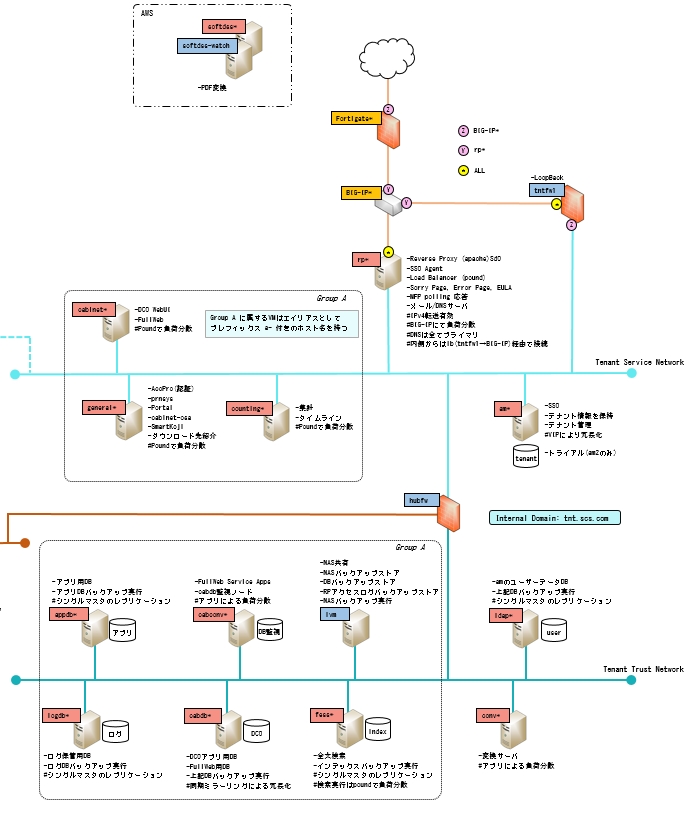 AWS
softdss*
softdss-watch
-PDF変換
Z
Fortigate*
Z BIG-IP*
Y rp*
* ALL
BIG-IP*
Y
Y
-LoopBack
tntfw1
*
Z
*
rp*
-Reverse Proxy (apache)SdO
-SSO Agent
-Load Balancer (pound)
-Sorry Page, Error Page, EULA
-NFP polling 応答
-メール/DNSサーバ
#IPv4転送有効
#BIG-IPにて負荷分散
#DNSは全てプライマリ
#内側からはlb(tntfw1→BIG-IP)経由で接続
Group A
cabinet*
-DCO WebUI
-FullWeb
#Poundで負荷分散
Group A に属するVMはエイリアスとして
プレフィックス a- 付きのホスト名を持つ
Tenant Service Network
general*
-AccPro(認証)
-prnsys
-Portal
-cabinet-csa
-SmartKoji
-ダウンロード先紹介
#Poundで負荷分散
counting*
-集計
-タイムライン
#Poundで負荷分散
am*
-SSO
-テナント情報を保持
-テナント管理
#VIPにより冗長化
tenant
-トライアル(am2のみ)
hubfw
Internal Domain: tnt.scs.com
Group A
-アプリ用DB
-アプリDBバックアップ実行
#シングルマスタのレプリケーション
appdb*
アプリ
-FullWeb Service Apps
-cabdb監視ノード
#アプリによる負荷分散
cabconv*
DB監視
-NAS共有
-NASバックアップストア
-DBバックアップストア
-RPアクセスログバックアップストア
-NASバックアップ実行
lvm
-amのユーザーデータDB
-上記DBバックアップ実行
#シングルマスタのレプリケーション
ldap*
user
Tenant Trust Network
logdb*
ログ
-ログ保管用DB
-ログDBバックアップ実行
#シングルマスタのレプリケーション
cabdb*
DCO
-DCOアプリ用DB
-FullWeb用DB
-上記DBバックアップ実行
#同期ミラーリングによる冗長化
fess*
Index
-全文検索
-インデックスバックアップ実行
#シングルマスタのレプリケーション
#検索実行はpoundで負荷分散
conv*
-変換サーバ
#アプリによる負荷分散